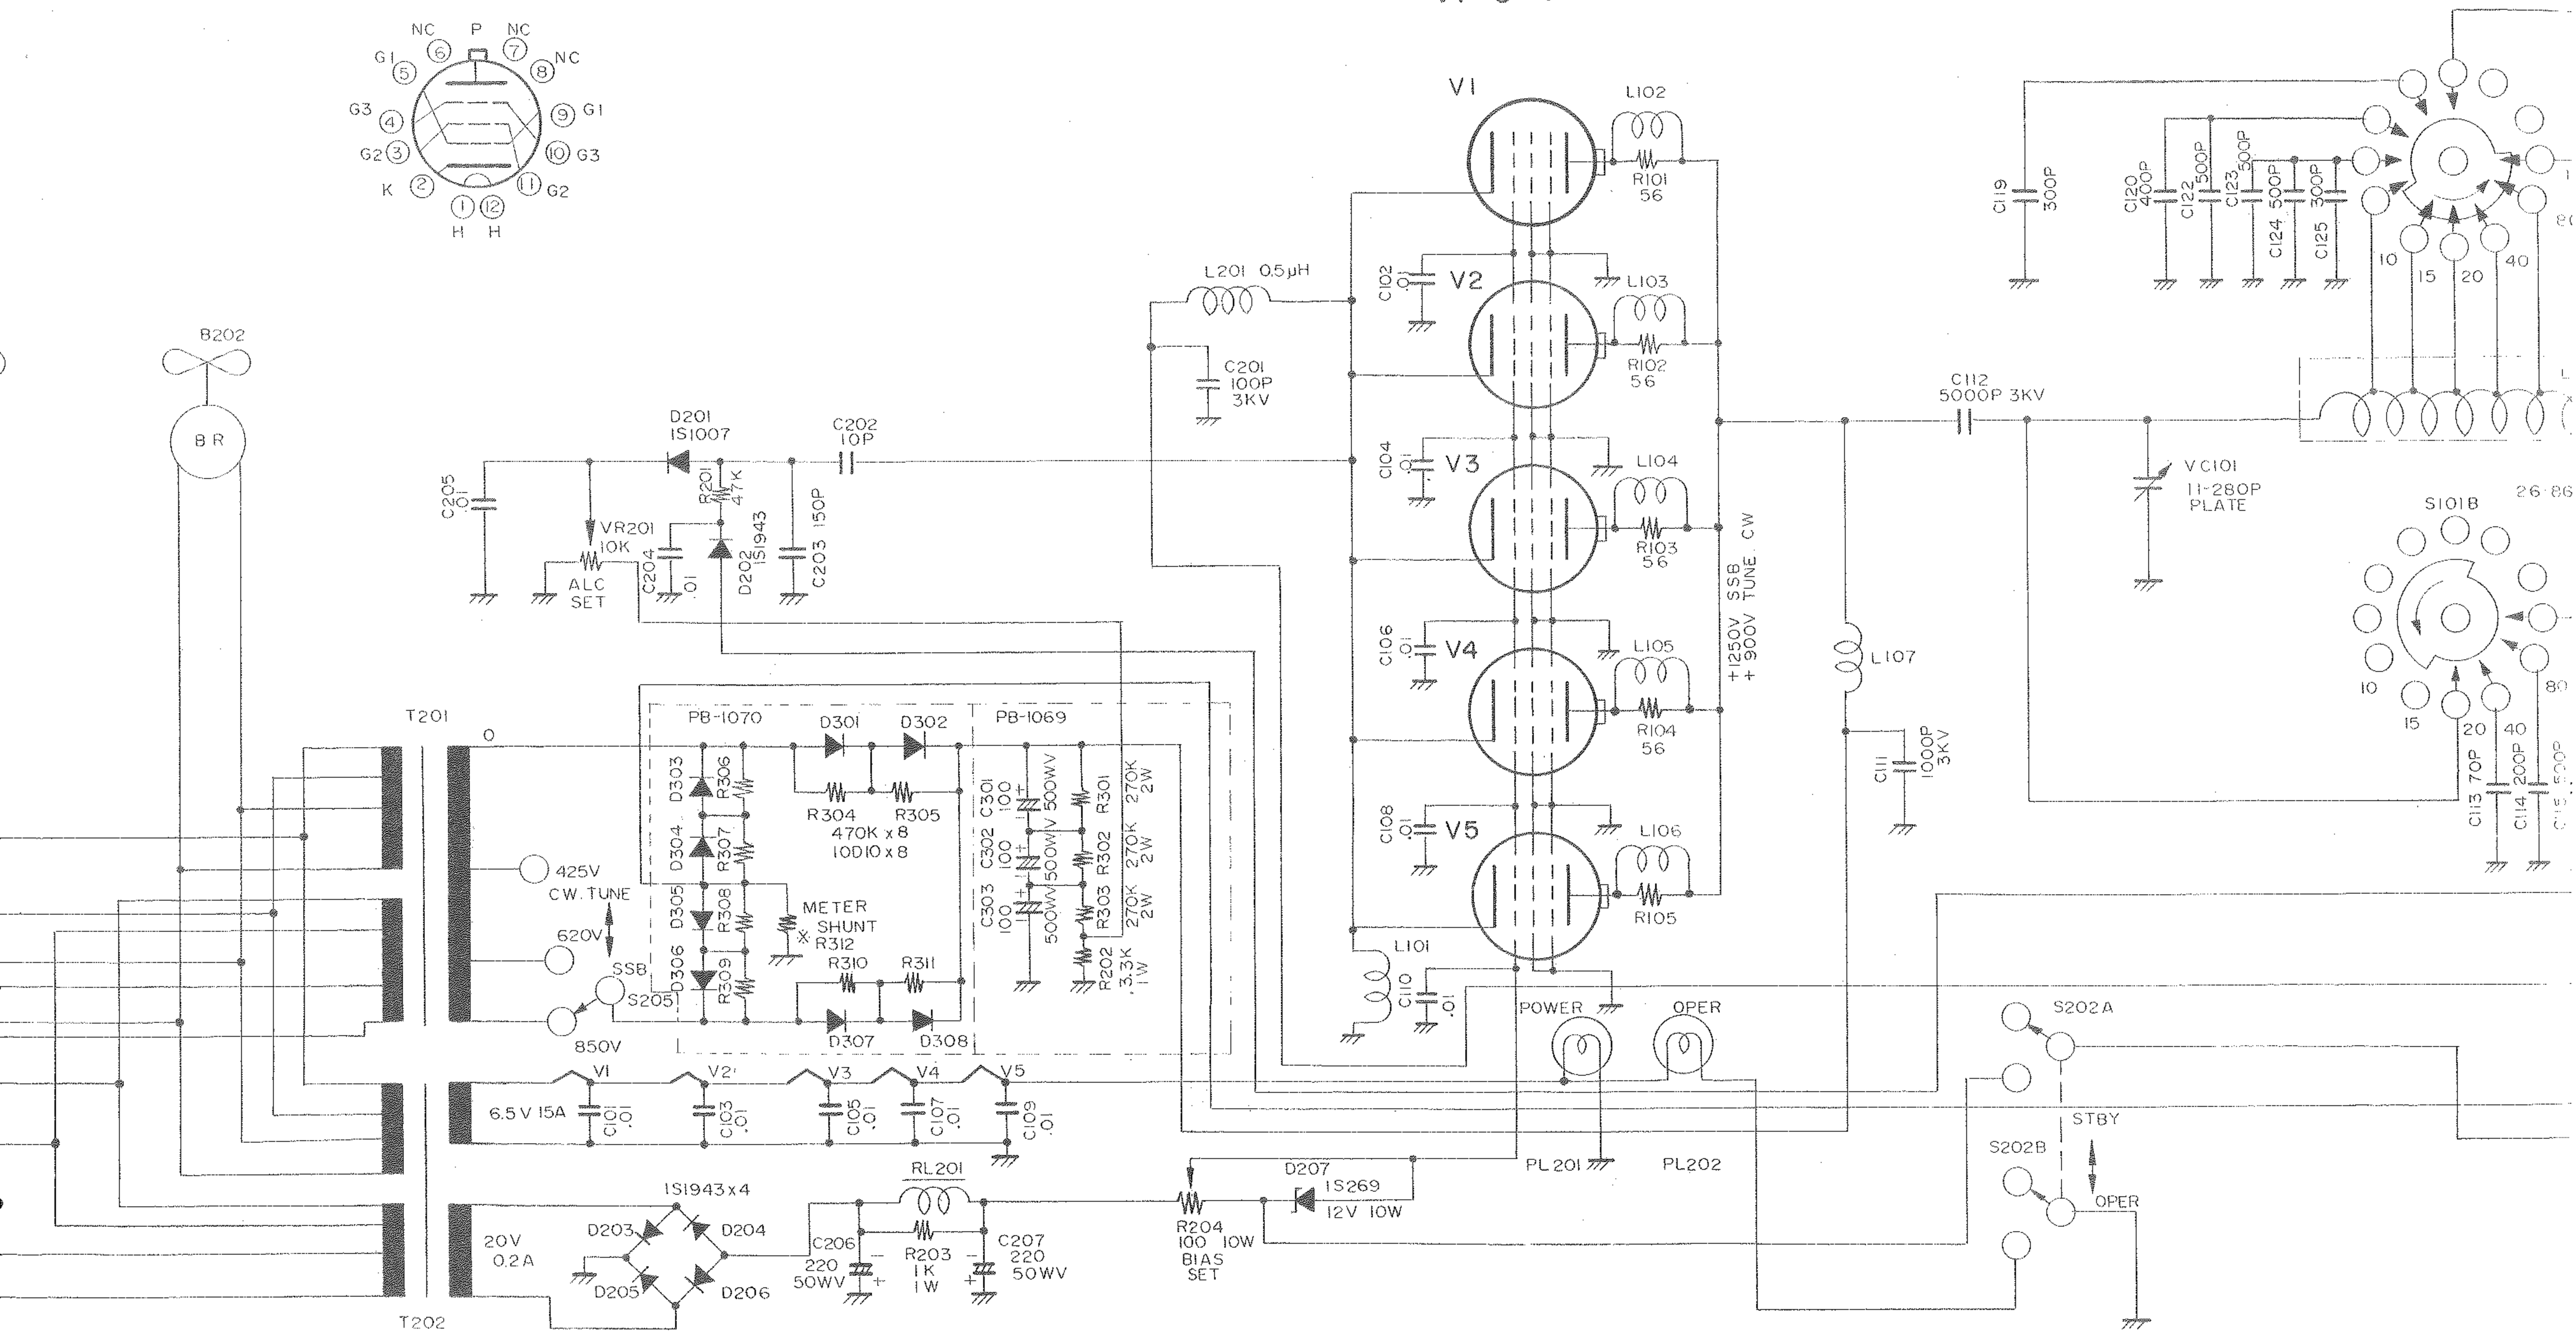 NC P NC
G1 6 7 NC
5 8
G3 4 9 G1
G2 3 10 G3
K 2 11 G2
1 12
H H
B202
BR
D201
1S1007
C202
10P
C205
.01
VR201
10K
ALC
SET
R201
47K
C204
.01
D202
1S1943
C203 150P
L201 0.5µH
C201
100P
3KV
V1
L102
R101
56
C102
.01
V2
L103
R102
56
C104
.01
V3
L104
R103
56
C106
.01
V4
L105
R104
56
C108
.01
V5
L106
R105
L101
C110
.01
+1250V SSB
+900V TUNE. CW
L107
C111
1000P
3KV
C112
5000P 3KV
VC101
11-280P
PLATE
C119
300P
C120
400P
C122
500P
C123
500P
C124
500P
C125
300P
10
15
20
40
S101B
10
15
20
40
80
C113 70P
C114 200P
T201
0
425V
CW. TUNE
620V
SSB
S205
850V
PB-1070
D301
D302
D303
R306
D304
R307
D305
R308
D306
R309
R304
R305
470K x 8
10D10 x 8
METER
SHUNT
※ R312
R310
R311
D307
D308
PB-1069
C301
100
500WV
C302
100
500WV
C303
100
500WV
R301
270K
2W
R302
270K
2W
R303
270K
2W
R202
3.3K
1W
6.5V 15A
V1
V2
V3
V4
V5
C101
.01
C103
.01
C105
.01
C107
.01
C109
.01
1S1943x4
20V
0.2A
D203
D204
D205
D206
T202
RL201
C206
220
50WV
R203
1K
1W
C207
220
50WV
R204
100 10W
BIAS
SET
D207
1S269
12V 10W
POWER
OPER
PL201
PL202
S202A
STBY
S202B
OPER